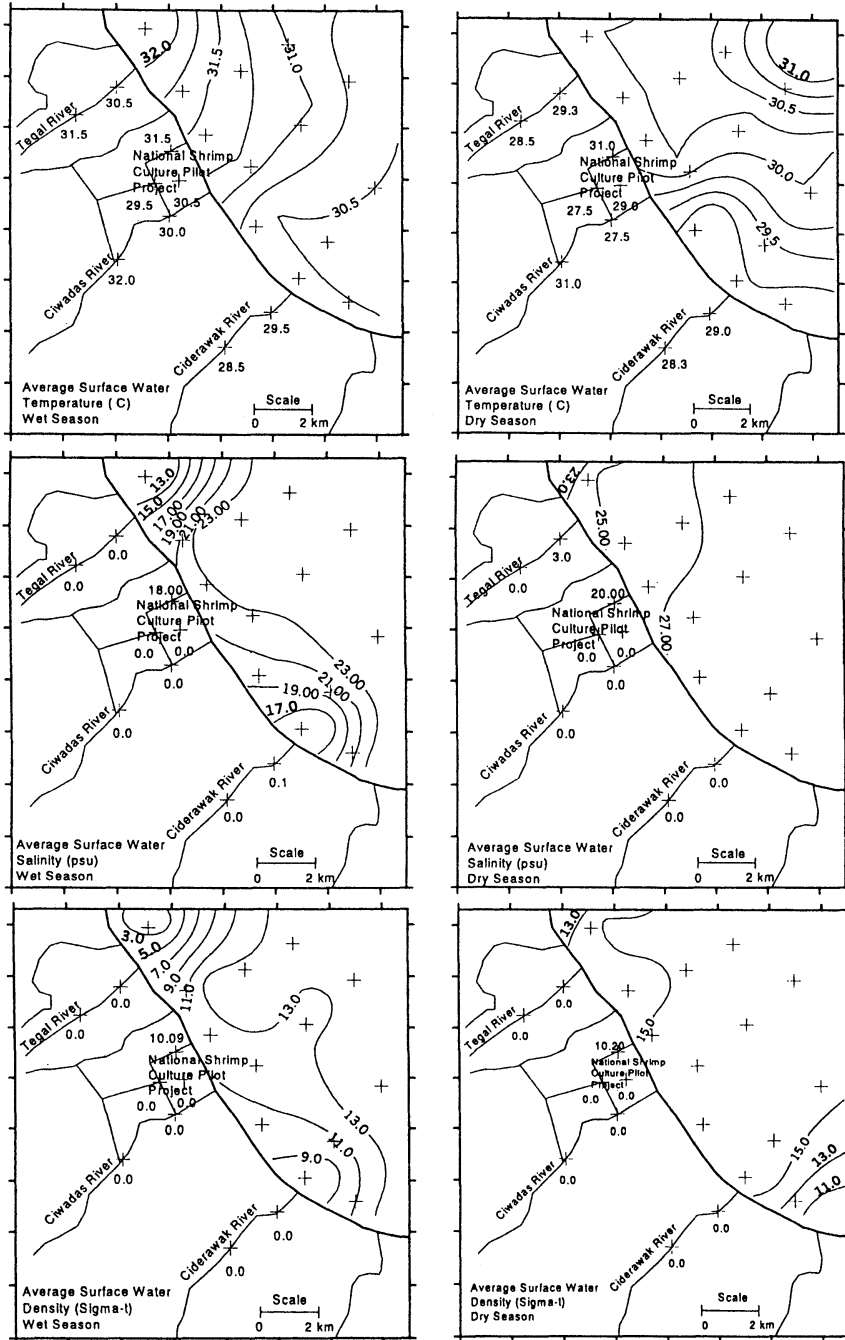 32.0
31.5
31.0
30.5
Tegal River
31.5
31.5
National Shrimp
Culture Pilot
Project
29.5
30.5
30.0
30.5
Ciwadas River
32.0
Ciderawak River
29.5
28.5
Average Surface Water
Temperature ( C)
Wet Season
Scale
0 2 km
31.0
30.5
29.3
Tegal River
28.5
31.0
National Shrimp
Culture Pilot
Project
30.0
27.5
29.0
27.5
29.5
Ciwadas River
31.0
Ciderawak River
29.0
28.3
Average Surface Water
Temperature ( C)
Dry Season
Scale
0 2 km
13.0
15.0
17.00
19.00
21.00
23.00
0.0
Tegal River
0.0
18.00
National Shrimp
Culture Pilot
Project
0.0
0.0
0.0
23.00
21.00
19.00
17.0
Ciwadas River
0.0
Ciderawak River
0.1
0.0
Average Surface Water
Salinity (psu)
Wet Season
Scale
0 2 km
23.0
25.00
3.0
Tegal River
0.0
20.00
National Shrimp
Culture Pilot
Project
27.00
0.0
0.0
0.0
Ciwadas River
0.0
Ciderawak River
0.0
0.0
Average Surface Water
Salinity (psu)
Dry Season
Scale
0 2 km
3.0
5.0
7.0
9.0
11.0
13.0
0.0
Tegal River
0.0
10.09
National Shrimp
Culture Pilot
Project
0.0
0.0
0.0
13.0
11.0
9.0
Ciwadas River
0.0
Ciderawak River
0.0
0.0
Average Surface Water
Density (Sigma-t)
Wet Season
Scale
0 2 km
13.0
0.0
Tegal River
0.0
15.0
10.20
National Shrimp
Culture Pilot
Project
0.0
0.0
0.0
15.0
13.0
11.0
Ciwadas River
0.0
Ciderawak River
0.0
0.0
Average Surface Water
Density (Sigma-t)
Dry Season
Scale
0 2 km